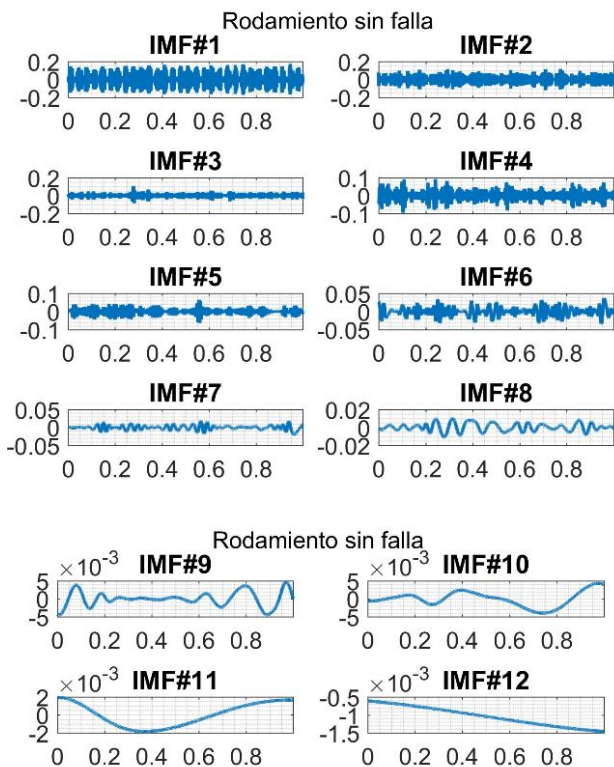 Rodamiento sin falla
IMF#1 IMF#2
0.2 0.2
0 0
-0.2 -0.2
0 0.2 0.4 0.6 0.8 0 0.2 0.4 0.6 0.8
IMF#3 IMF#4
0.2 0.1
0 0
-0.2 -0.1
0 0.2 0.4 0.6 0.8 0 0.2 0.4 0.6 0.8
IMF#5 IMF#6
0.1 0.05
0 0
-0.1 -0.05
0 0.2 0.4 0.6 0.8 0 0.2 0.4 0.6 0.8
IMF#7 IMF#8
0.05 0.02
0 0
-0.05 -0.02
0 0.2 0.4 0.6 0.8 0 0.2 0.4 0.6 0.8
Rodamiento sin falla
×10⁻³ IMF#9 ×10⁻³ IMF#10
5 5
0 0
-5 -5
0 0.2 0.4 0.6 0.8 0 0.2 0.4 0.6 0.8
×10⁻³ IMF#11 ×10⁻³ IMF#12
2 -0.5
0 -1
-2 -1.5
0 0.2 0.4 0.6 0.8 0 0.2 0.4 0.6 0.8